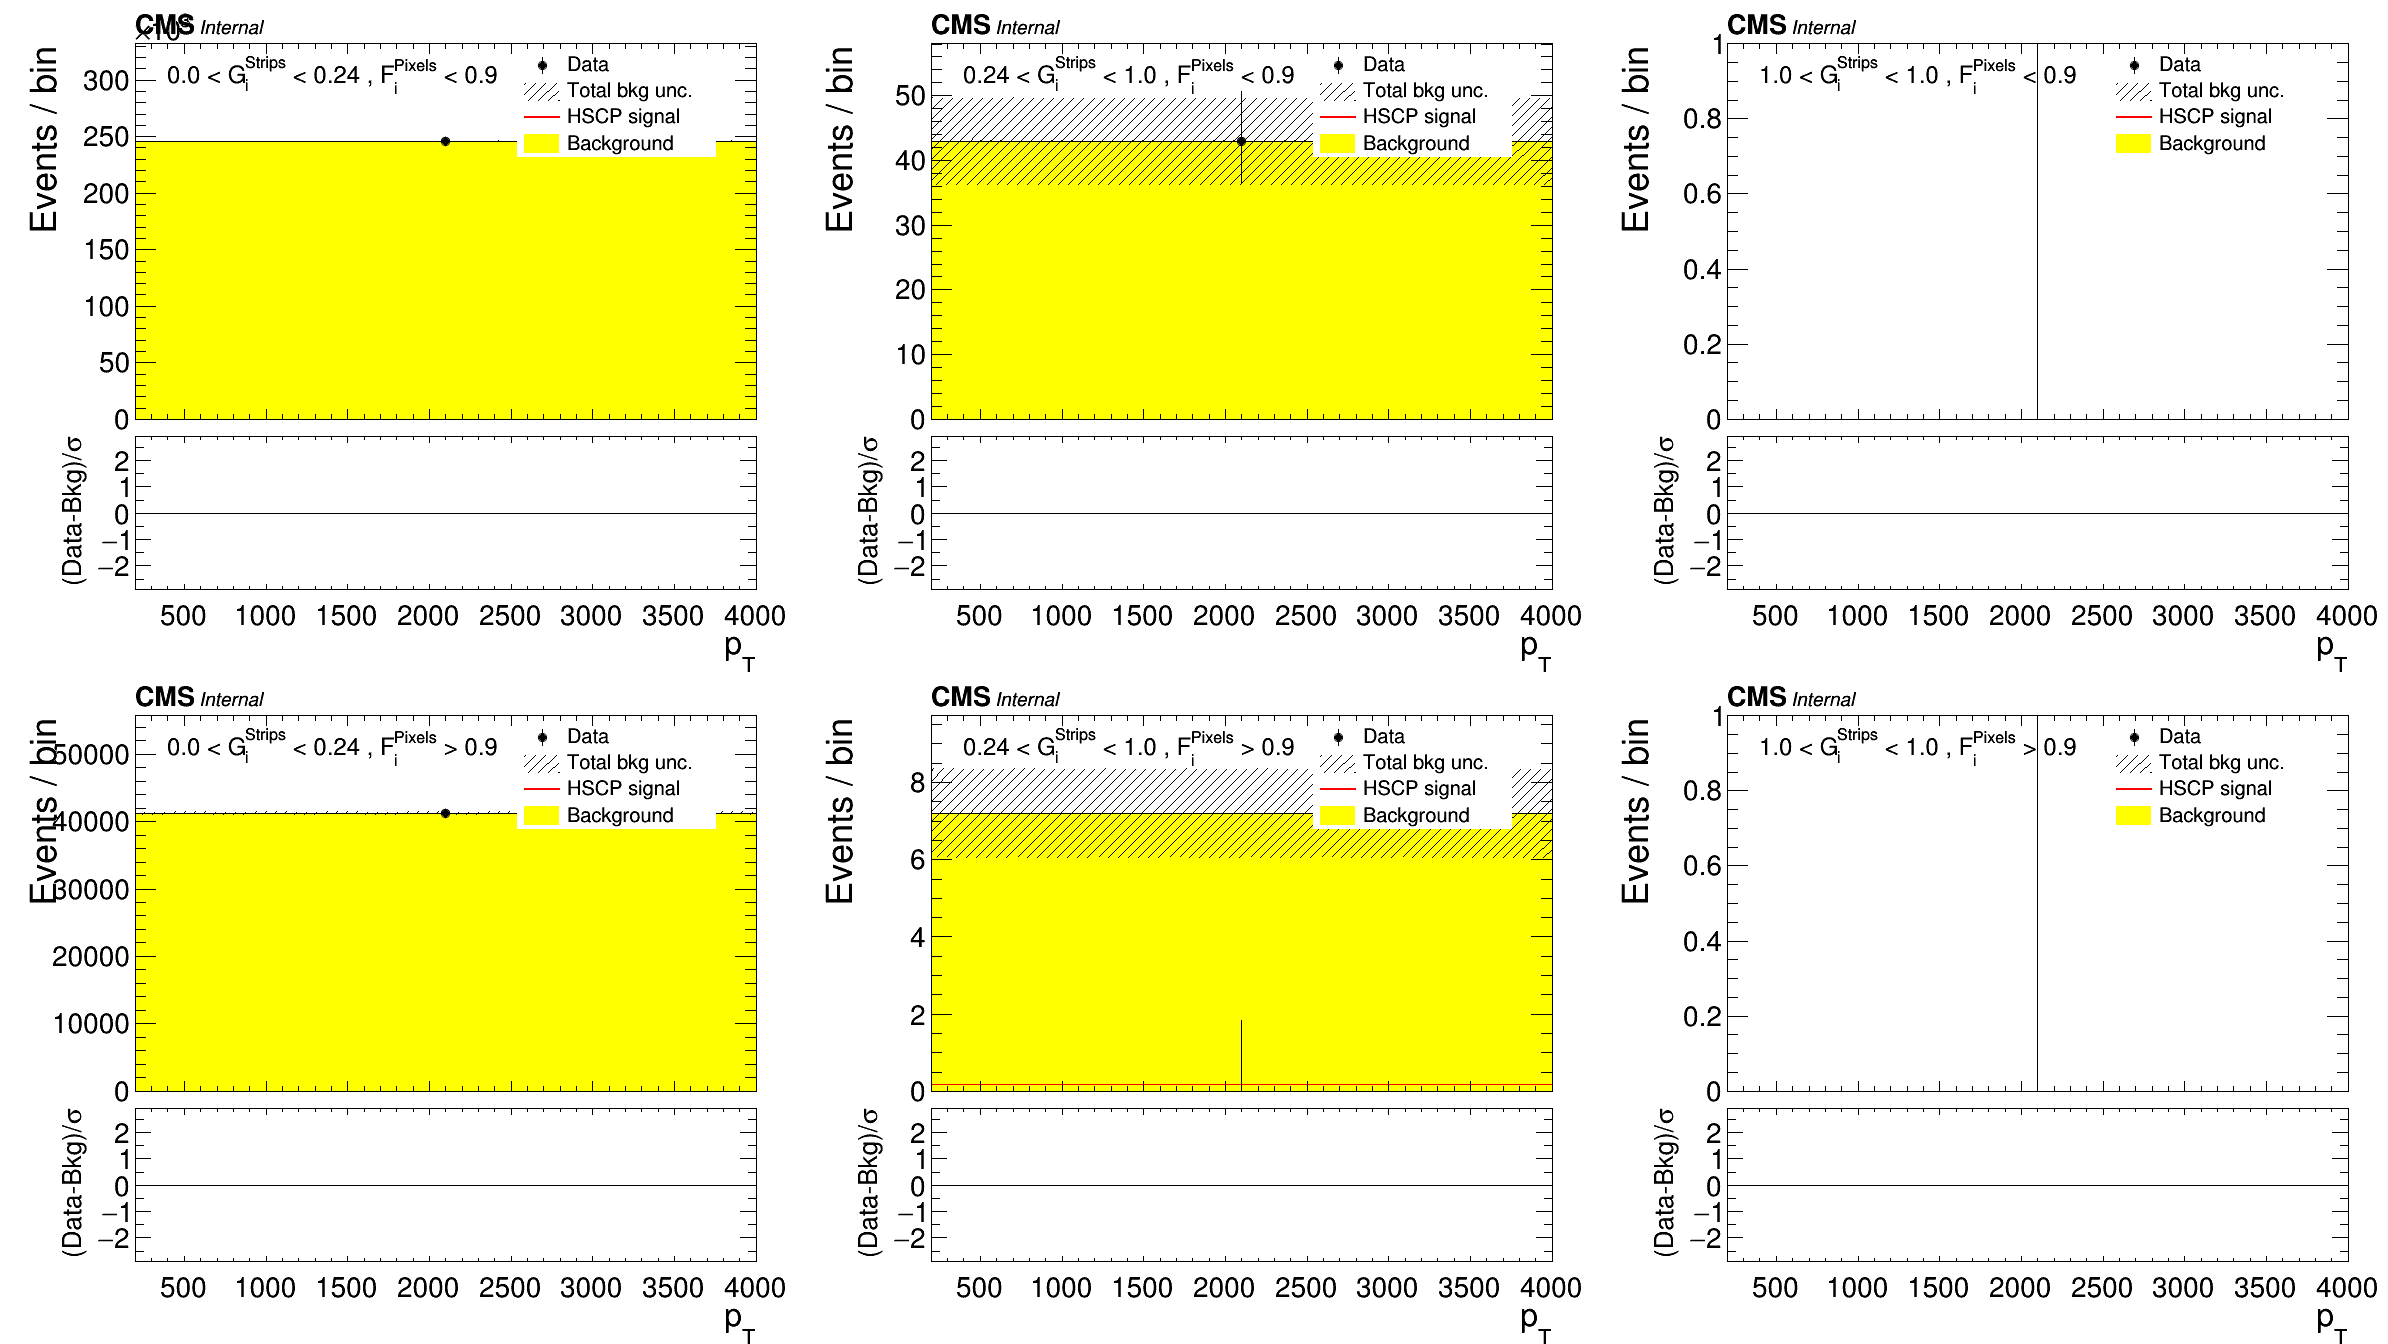 CMS Internal
×10³
0.0 < G_i^Strips < 0.24 , F_i^Pixels < 0.9
Data
Total bkg unc.
HSCP signal
Background
Events / bin
300
250
200
150
100
50
0
(Data-Bkg)/σ
2
1
0
−1
−2
500 1000 1500 2000 2500 3000 3500 4000
p_T
CMS Internal
0.24 < G_i^Strips < 1.0 , F_i^Pixels < 0.9
Data
Total bkg unc.
HSCP signal
Background
Events / bin
50
40
30
20
10
0
(Data-Bkg)/σ
2
1
0
−1
−2
500 1000 1500 2000 2500 3000 3500 4000
p_T
CMS Internal
1.0 < G_i^Strips < 1.0 , F_i^Pixels < 0.9
Data
Total bkg unc.
HSCP signal
Background
Events / bin
1
0.8
0.6
0.4
0.2
0
(Data-Bkg)/σ
2
1
0
−1
−2
500 1000 1500 2000 2500 3000 3500 4000
p_T
CMS Internal
0.0 < G_i^Strips < 0.24 , F_i^Pixels > 0.9
Data
Total bkg unc.
HSCP signal
Background
Events / bin
50000
40000
30000
20000
10000
0
(Data-Bkg)/σ
2
1
0
−1
−2
500 1000 1500 2000 2500 3000 3500 4000
p_T
CMS Internal
0.24 < G_i^Strips < 1.0 , F_i^Pixels > 0.9
Data
Total bkg unc.
HSCP signal
Background
Events / bin
8
6
4
2
0
(Data-Bkg)/σ
2
1
0
−1
−2
500 1000 1500 2000 2500 3000 3500 4000
p_T
CMS Internal
1.0 < G_i^Strips < 1.0 , F_i^Pixels > 0.9
Data
Total bkg unc.
HSCP signal
Background
Events / bin
1
0.8
0.6
0.4
0.2
0
(Data-Bkg)/σ
2
1
0
−1
−2
500 1000 1500 2000 2500 3000 3500 4000
p_T